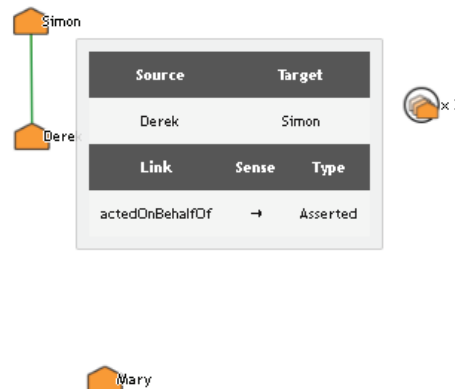 Simon
Source Target
Derek Simon
Link Sense Type
actedOnBehalfOf → Asserted
x
Mary